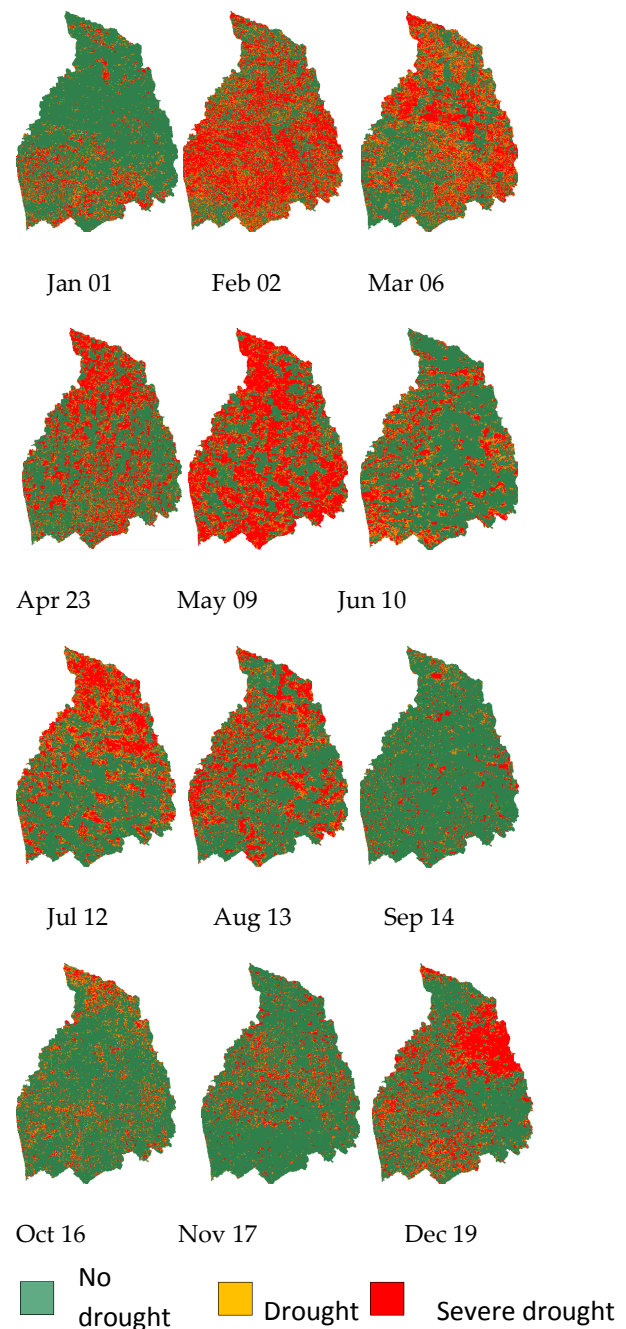 Jan 01 Feb 02 Mar 06
Apr 23 May 09 Jun 10
Jul 12 Aug 13 Sep 14
Oct 16 Nov 17 Dec 19
No
drought Drought Severe drought